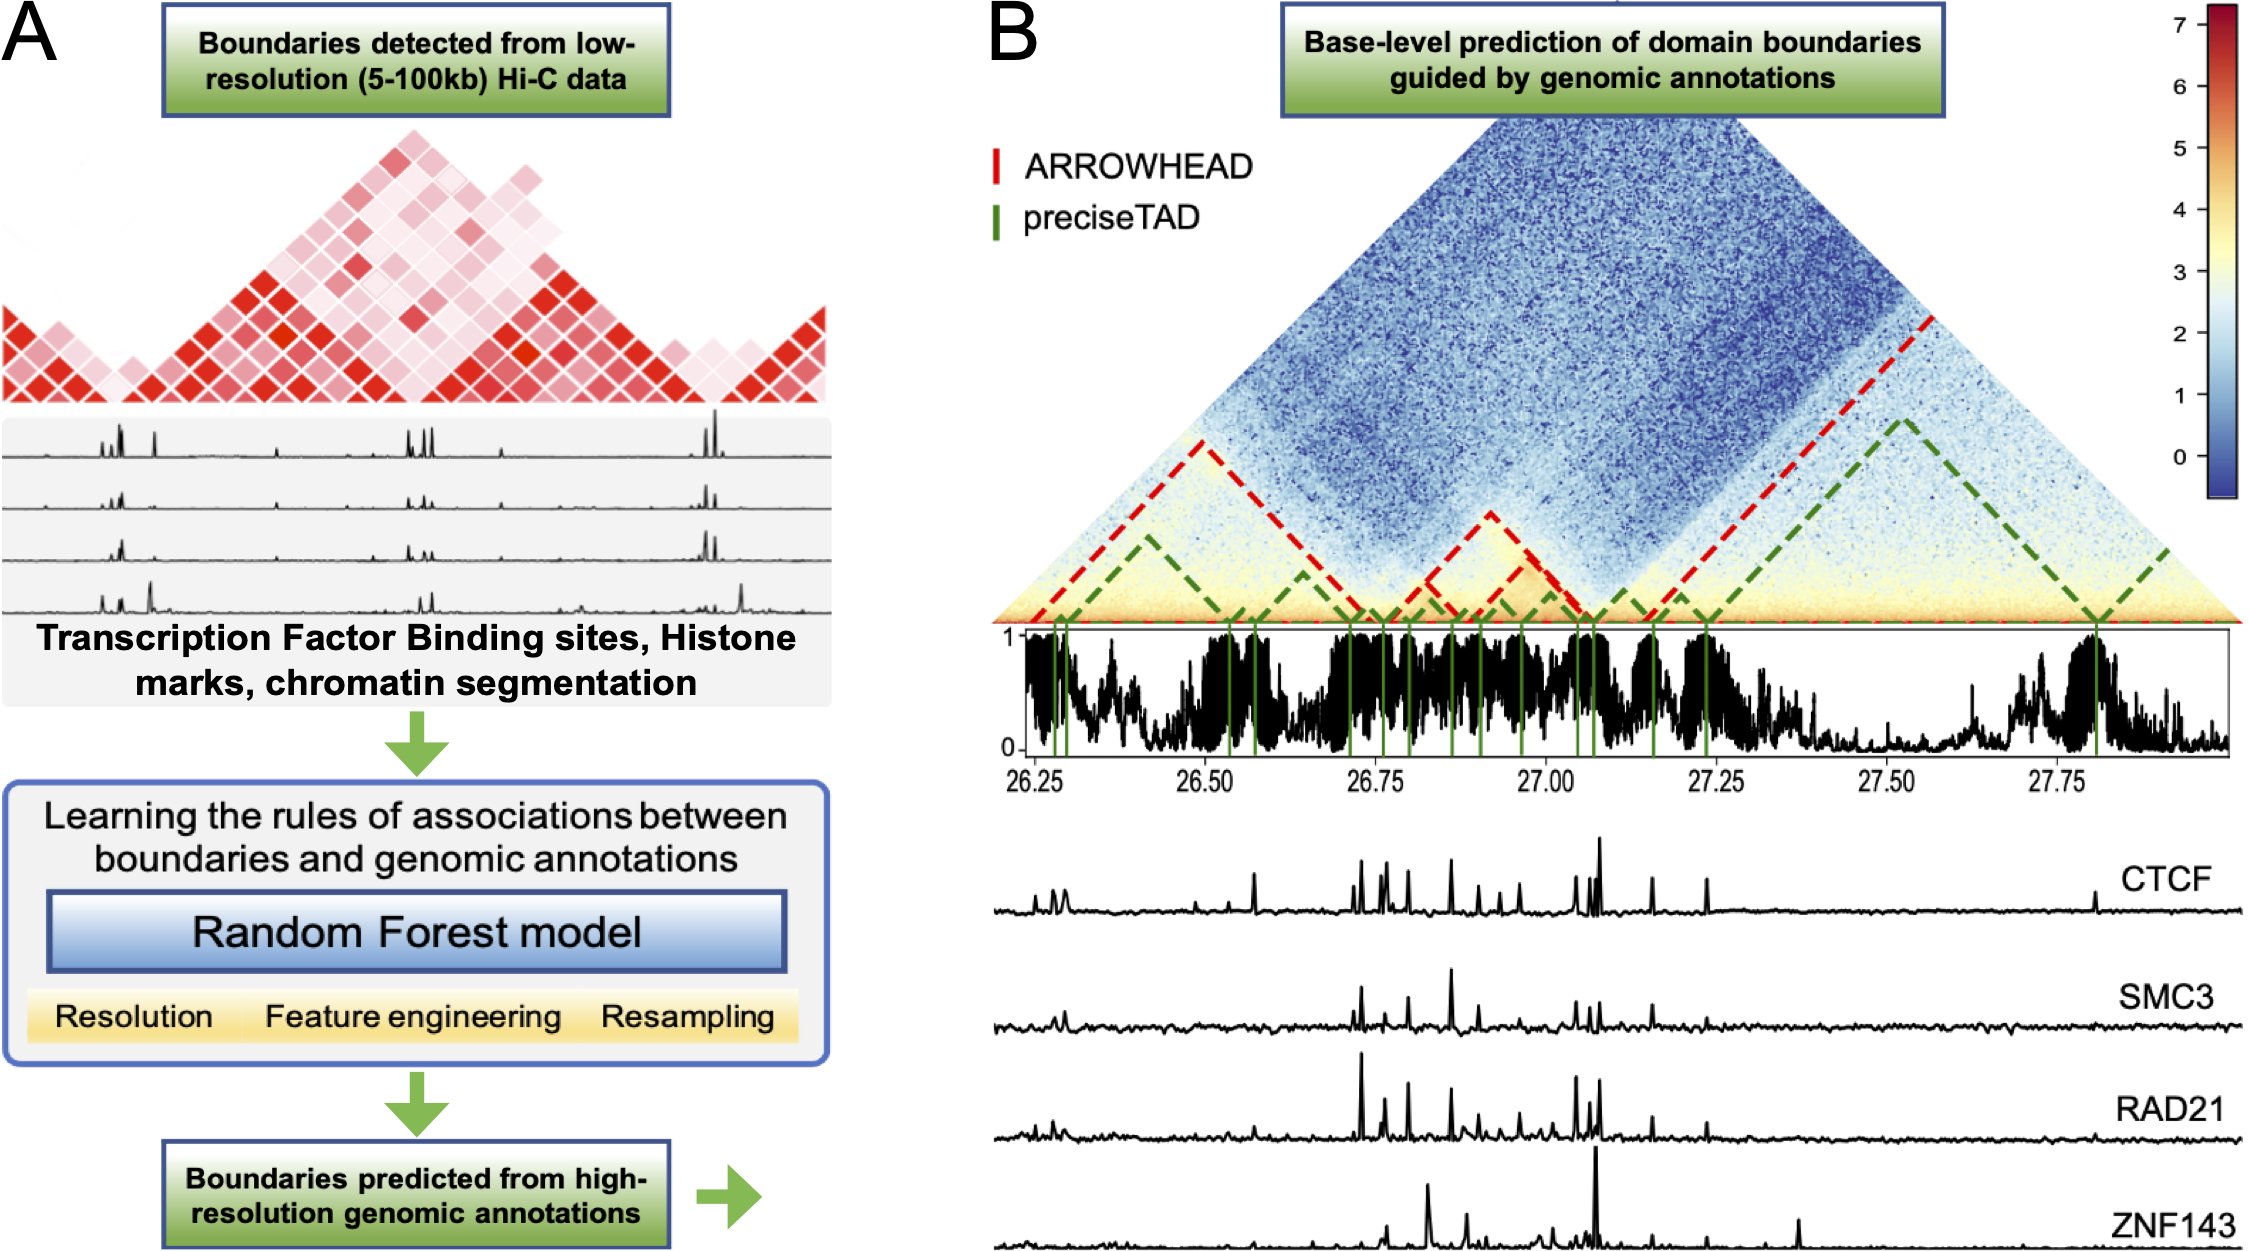 A
Boundaries detected from low-
resolution (5-100kb) Hi-C data
Transcription Factor Binding sites, Histone
marks, chromatin segmentation
Learning the rules of associations between
boundaries and genomic annotations
Random Forest model
Resolution Feature engineering Resampling
Boundaries predicted from high-
resolution genomic annotations
B
Base-level prediction of domain boundaries
guided by genomic annotations
ARROWHEAD
preciseTAD
7
6
5
4
3
2
1
0
1
0
26.25 26.50 26.75 27.00 27.25 27.50 27.75
CTCF
SMC3
RAD21
ZNF143